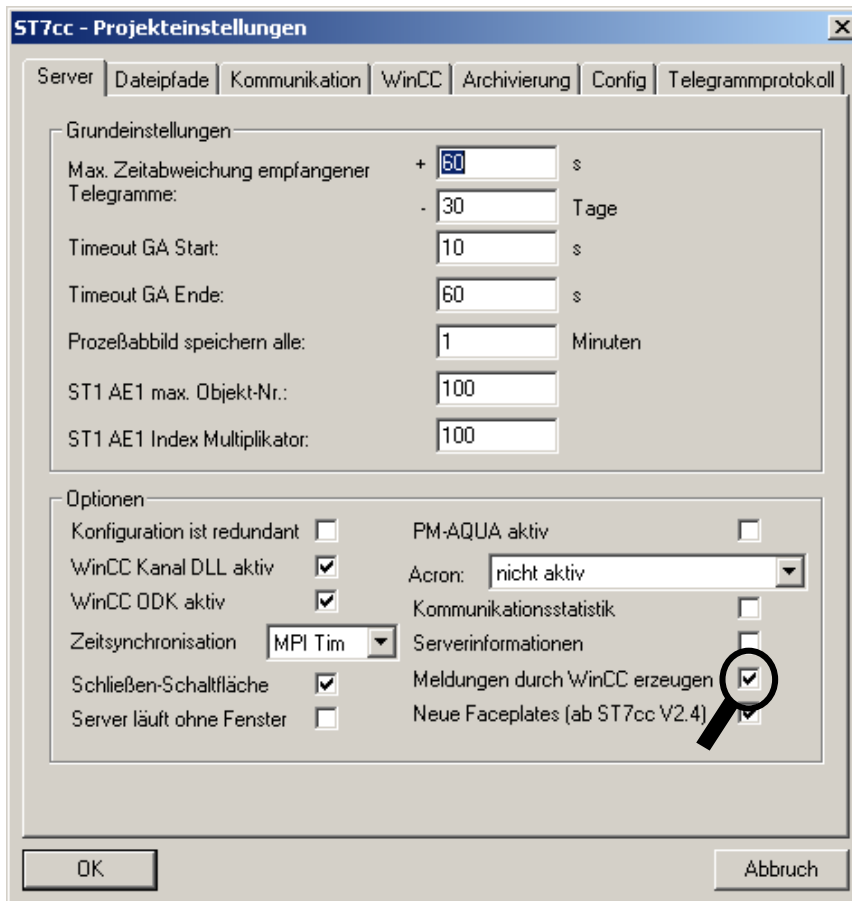 ST7cc - Projekteinstellungen
Server Dateipfade Kommunikation WinCC Archivierung Config Telegrammprotokoll
Grundeinstellungen
Max. Zeitabweichung empfangener + 60 s
Telegramme:
- 30 Tage
Timeout GA Start: 10 s
Timeout GA Ende: 60 s
Prozeßabbild speichern alle: 1 Minuten
ST1 AE1 max. Objekt-Nr.: 100
ST1 AE1 Index Multiplikator: 100
Optionen
Konfiguration ist redundant PM-AQUA aktiv
WinCC Kanal DLL aktiv Acron: nicht aktiv
WinCC ODK aktiv Kommunikationsstatistik
Zeitsynchronisation MPI Tim Serverinformationen
Schließen-Schaltfläche Meldungen durch WinCC erzeugen
Server läuft ohne Fenster Neue Faceplates (ab ST7cc V2.4)
OK Abbruch